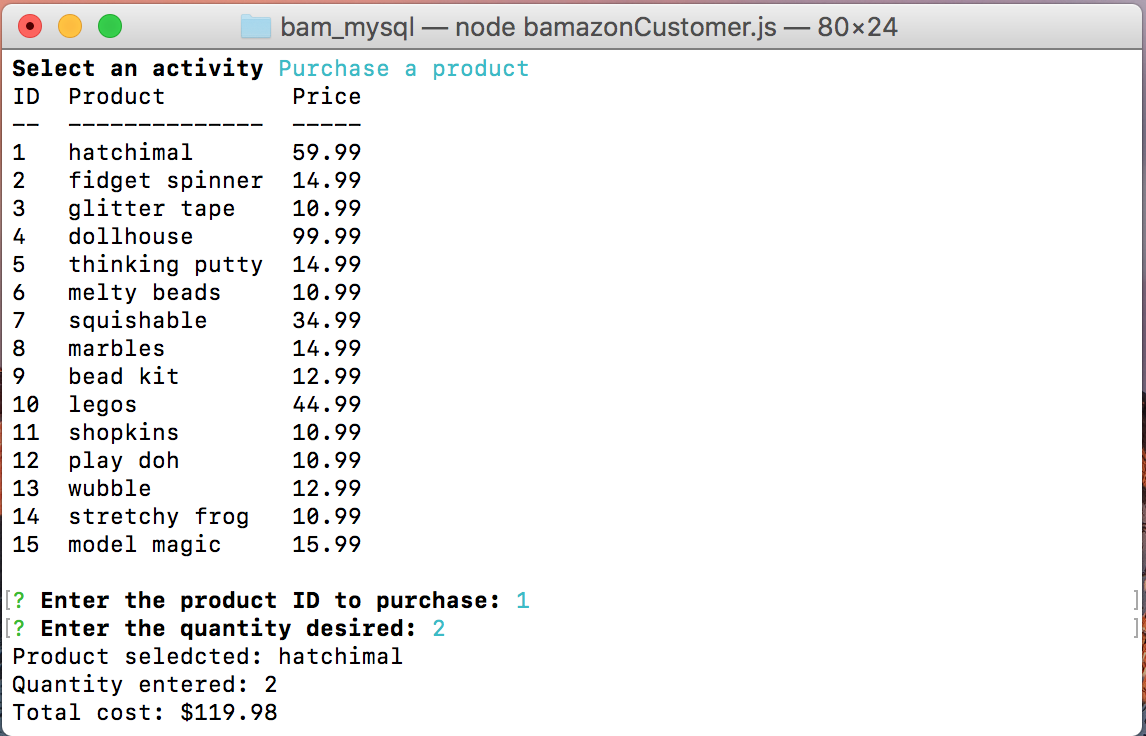 bam_mysql — node bamazonCustomer.js — 80×24
Select an activity Purchase a product
ID  Product         Price
--  --------------  -----
1   hatchimal       59.99
2   fidget spinner  14.99
3   glitter tape    10.99
4   dollhouse       99.99
5   thinking putty  14.99
6   melty beads     10.99
7   squishable      34.99
8   marbles         14.99
9   bead kit        12.99
10  legos           44.99
11  shopkins        10.99
12  play doh        10.99
13  wubble          12.99
14  stretchy frog   10.99
15  model magic     15.99
[? Enter the product ID to purchase: 1 ]
[? Enter the quantity desired: 2 ]
Product seledcted: hatchimal
Quantity entered: 2
Total cost: $119.98